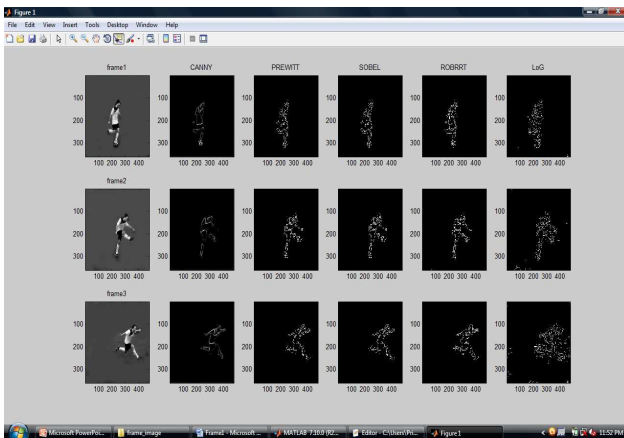 Figure 1
File Edit View Insert Tools Desktop Window Help
frame1 CANNY PREWITT SOBEL ROBRRT LoG
100 100 100 100 100 100
200 200 200 200 200 200
300 300 300 300 300 300
100 200 300 400 100 200 300 400 100 200 300 400 100 200 300 400 100 200 300 400 100 200 300 400
frame2
100 100 100 100 100 100
200 200 200 200 200 200
300 300 300 300 300 300
100 200 300 400 100 200 300 400 100 200 300 400 100 200 300 400 100 200 300 400 100 200 300 400
frame3
100 100 100 100 100 100
200 200 200 200 200 200
300 300 300 300 300 300
100 200 300 400 100 200 300 400 100 200 300 400 100 200 300 400 100 200 300 400 100 200 300 400
Microsoft PowerPoi... frame_image Frame1 - Microsoft ... MATLAB 7.10.0 (R2... Editor - C:\Users\Pri... Figure 1 11:52 PM